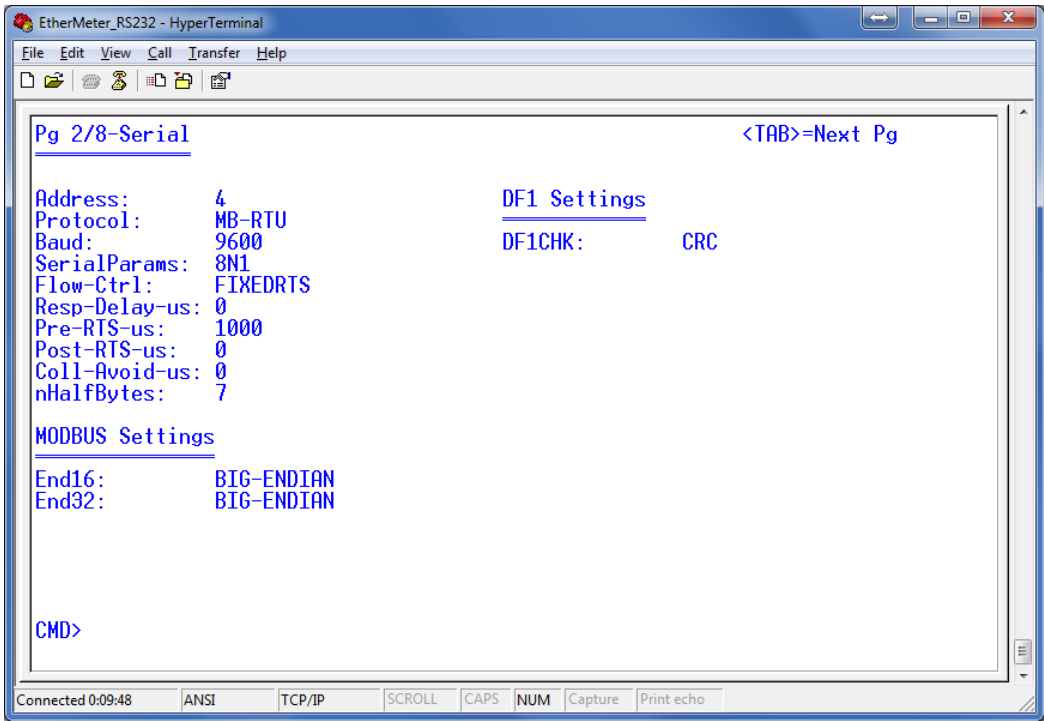 EtherMeter_RS232 - HyperTerminal
File Edit View Call Transfer Help
Pg 2/8-Serial <TAB>=Next Pg
Address: 4 DF1 Settings
Protocol: MB-RTU
Baud: 9600 DF1CHK: CRC
SerialParams: 8N1
Flow-Ctrl: FIXEDRTS
Resp-Delay-us: 0
Pre-RTS-us: 1000
Post-RTS-us: 0
Coll-Avoid-us: 0
nHalfBytes: 7
MODBUS Settings
End16: BIG-ENDIAN
End32: BIG-ENDIAN
CMD>
Connected 0:09:48 ANSI TCP/IP SCROLL CAPS NUM Capture Print echo